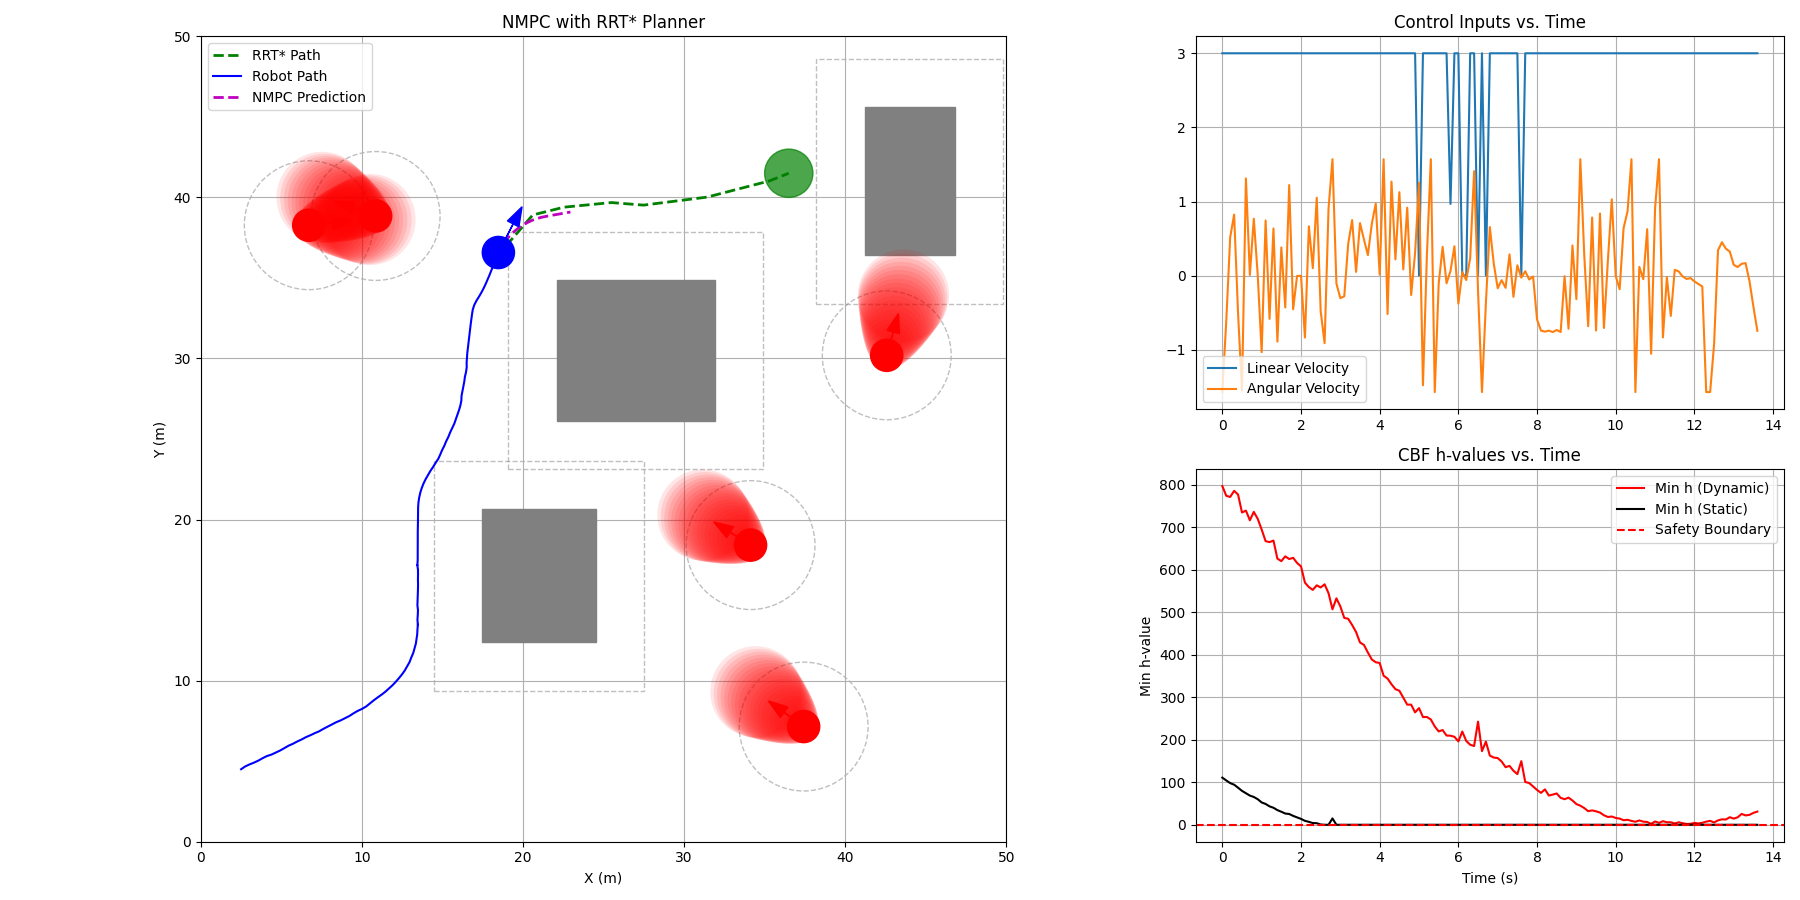 NMPC with RRT* Planner
RRT* Path
Robot Path
NMPC Prediction
50
40
30
20
10
0
Y (m)
0 10 20 30 40 50
X (m)
Control Inputs vs. Time
3
2
1
0
−1
Linear Velocity
Angular Velocity
0 2 4 6 8 10 12 14
CBF h-values vs. Time
Min h (Dynamic)
Min h (Static)
Safety Boundary
800
700
600
500
400
300
200
100
0
Min h-value
0 2 4 6 8 10 12 14
Time (s)